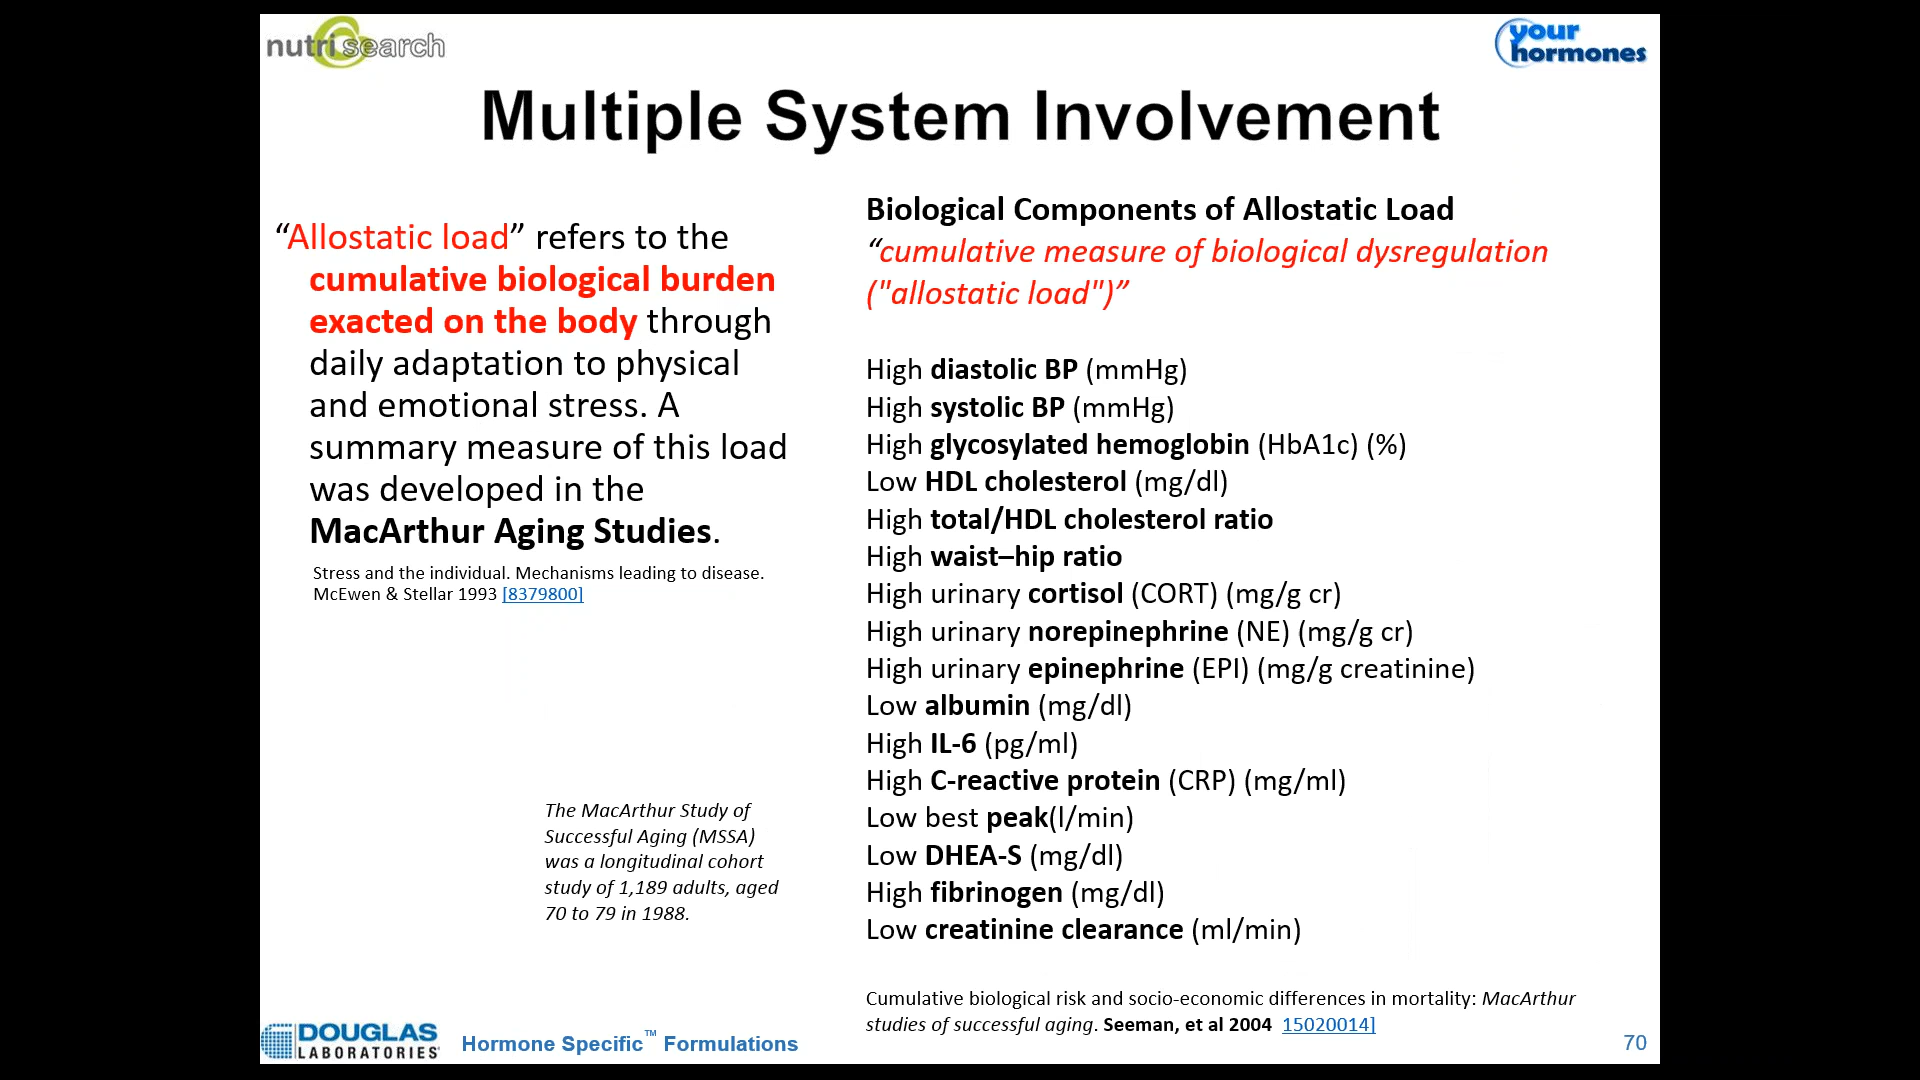 nutrisearch
your
hormones
Multiple System Involvement
“Allostatic load” refers to the
cumulative biological burden
exacted on the body through
daily adaptation to physical
and emotional stress. A
summary measure of this load
was developed in the
MacArthur Aging Studies.
Stress and the individual. Mechanisms leading to disease.
McEwen & Stellar 1993 [8379800]
The MacArthur Study of
Successful Aging (MSSA)
was a longitudinal cohort
study of 1,189 adults, aged
70 to 79 in 1988.
Biological Components of Allostatic Load
“cumulative measure of biological dysregulation
("allostatic load")”
High diastolic BP (mmHg)
High systolic BP (mmHg)
High glycosylated hemoglobin (HbA1c) (%)
Low HDL cholesterol (mg/dl)
High total/HDL cholesterol ratio
High waist–hip ratio
High urinary cortisol (CORT) (mg/g cr)
High urinary norepinephrine (NE) (mg/g cr)
High urinary epinephrine (EPI) (mg/g creatinine)
Low albumin (mg/dl)
High IL-6 (pg/ml)
High C-reactive protein (CRP) (mg/ml)
Low best peak(l/min)
Low DHEA-S (mg/dl)
High fibrinogen (mg/dl)
Low creatinine clearance (ml/min)
Cumulative biological risk and socio-economic differences in mortality: MacArthur
studies of successful aging. Seeman, et al 2004 15020014]
DOUGLAS
LABORATORIES
Hormone Specific™ Formulations
70